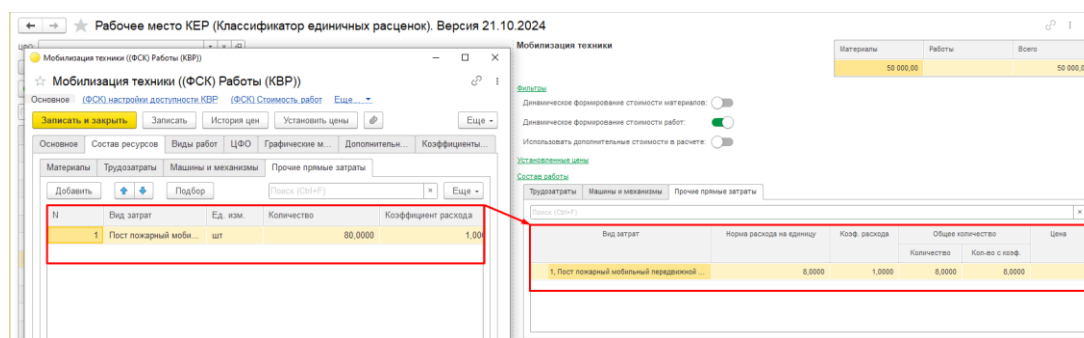 Рабочее место КЕР (Классификатор единичных расценок). Версия 21.10.2024
Мобилизация техники ((ФСК) Работы (КВР))
Мобилизация техники ((ФСК) Работы (КВР))
Основное (ФСК) настройки доступности КВР (ФСК) Стоимость работ Еще...
Записать и закрыть Записать История цен Установить цены Еще
Основное Состав ресурсов Виды работ ЦФО Графические м... Дополнительн... Коэффициенты...
Материалы Трудозатраты Машины и механизмы Прочие прямые затраты
Добавить Подбор Поиск (Ctrl+F) × Еще
N Вид затрат Ед. изм. Количество Коэффициент расхода
1 Пост пожарный моби... шт 80,0000 1,00
Мобилизация техники
Материалы Работы Всего
50 000,00 50 000,0
Фильтры
Динамическое формирование стоимости материалов:
Динамическое формирование стоимости работ:
Использовать дополнительные стоимости в расчете:
Установленные цены
Состав работы
Трудозатраты Машины и механизмы Прочие прямые затраты
Поиск (Ctrl+F) ×
Вид затрат Норма расхода на единицу Коэф. расхода Общее количество Цена
Количество Кол-во с коэф.
1, Пост пожарный мобильный передвижной ... 8,0000 1,0000 8,0000 8,0000